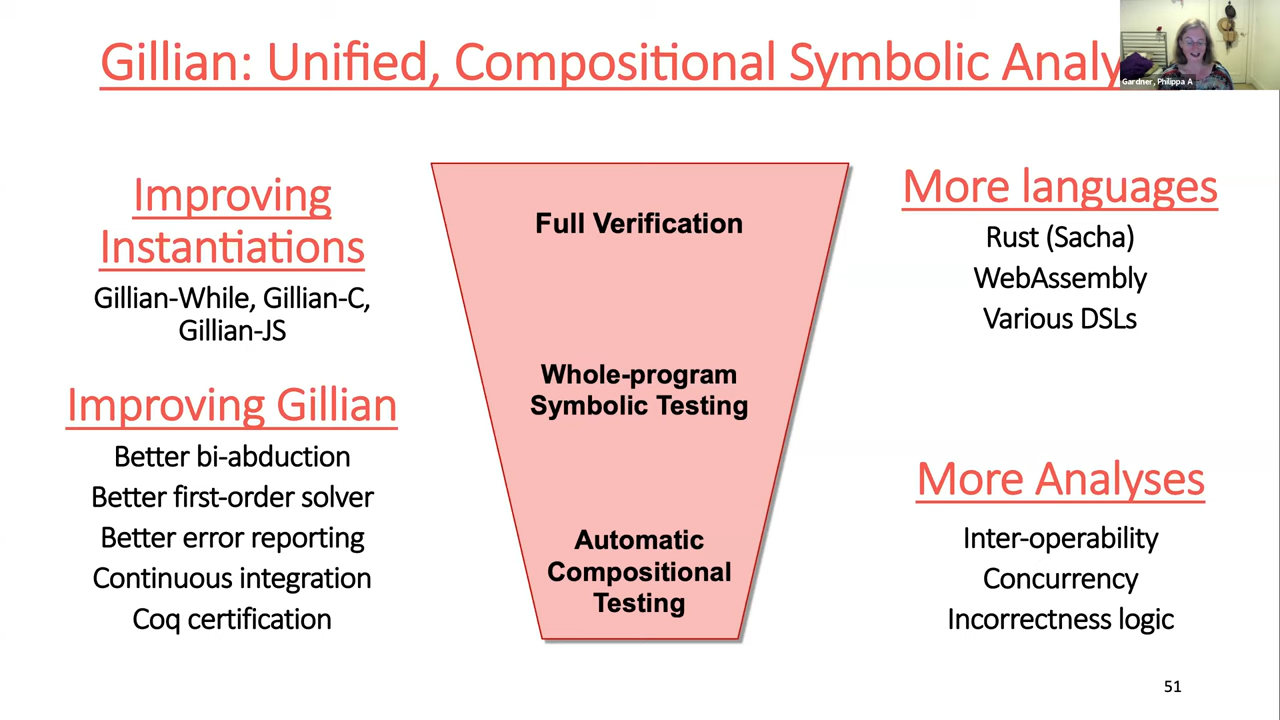 Gillian: Unified, Compositional Symbolic Analy
Gardner, Philippa A
Improving
Instantiations
Gillian-While, Gillian-C,
Gillian-JS
Improving Gillian
Better bi-abduction
Better first-order solver
Better error reporting
Continuous integration
Coq certification
Full Verification
Whole-program
Symbolic Testing
Automatic
Compositional
Testing
More languages
Rust (Sacha)
WebAssembly
Various DSLs
More Analyses
Inter-operability
Concurrency
Incorrectness logic
51